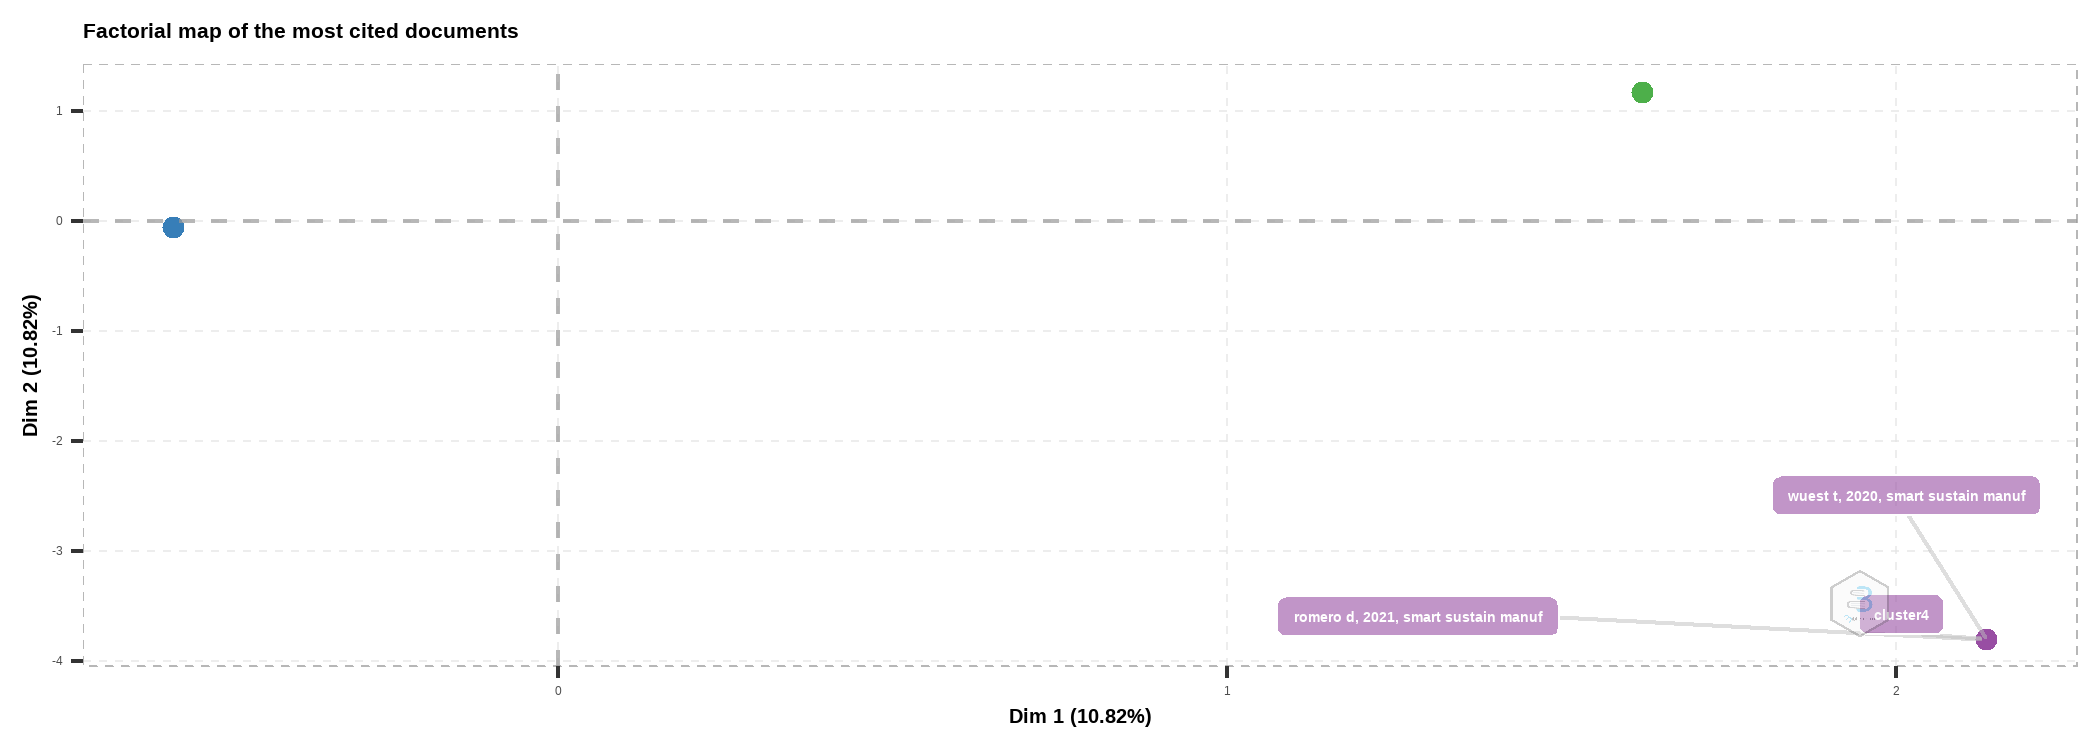 Factorial map of the most cited documents
1
0
-1
-2
-3
-4
Dim 2 (10.82%)
wuest t, 2020, smart sustain manuf
romero d, 2021, smart sustain manuf
cluster4
0
1
2
Dim 1 (10.82%)